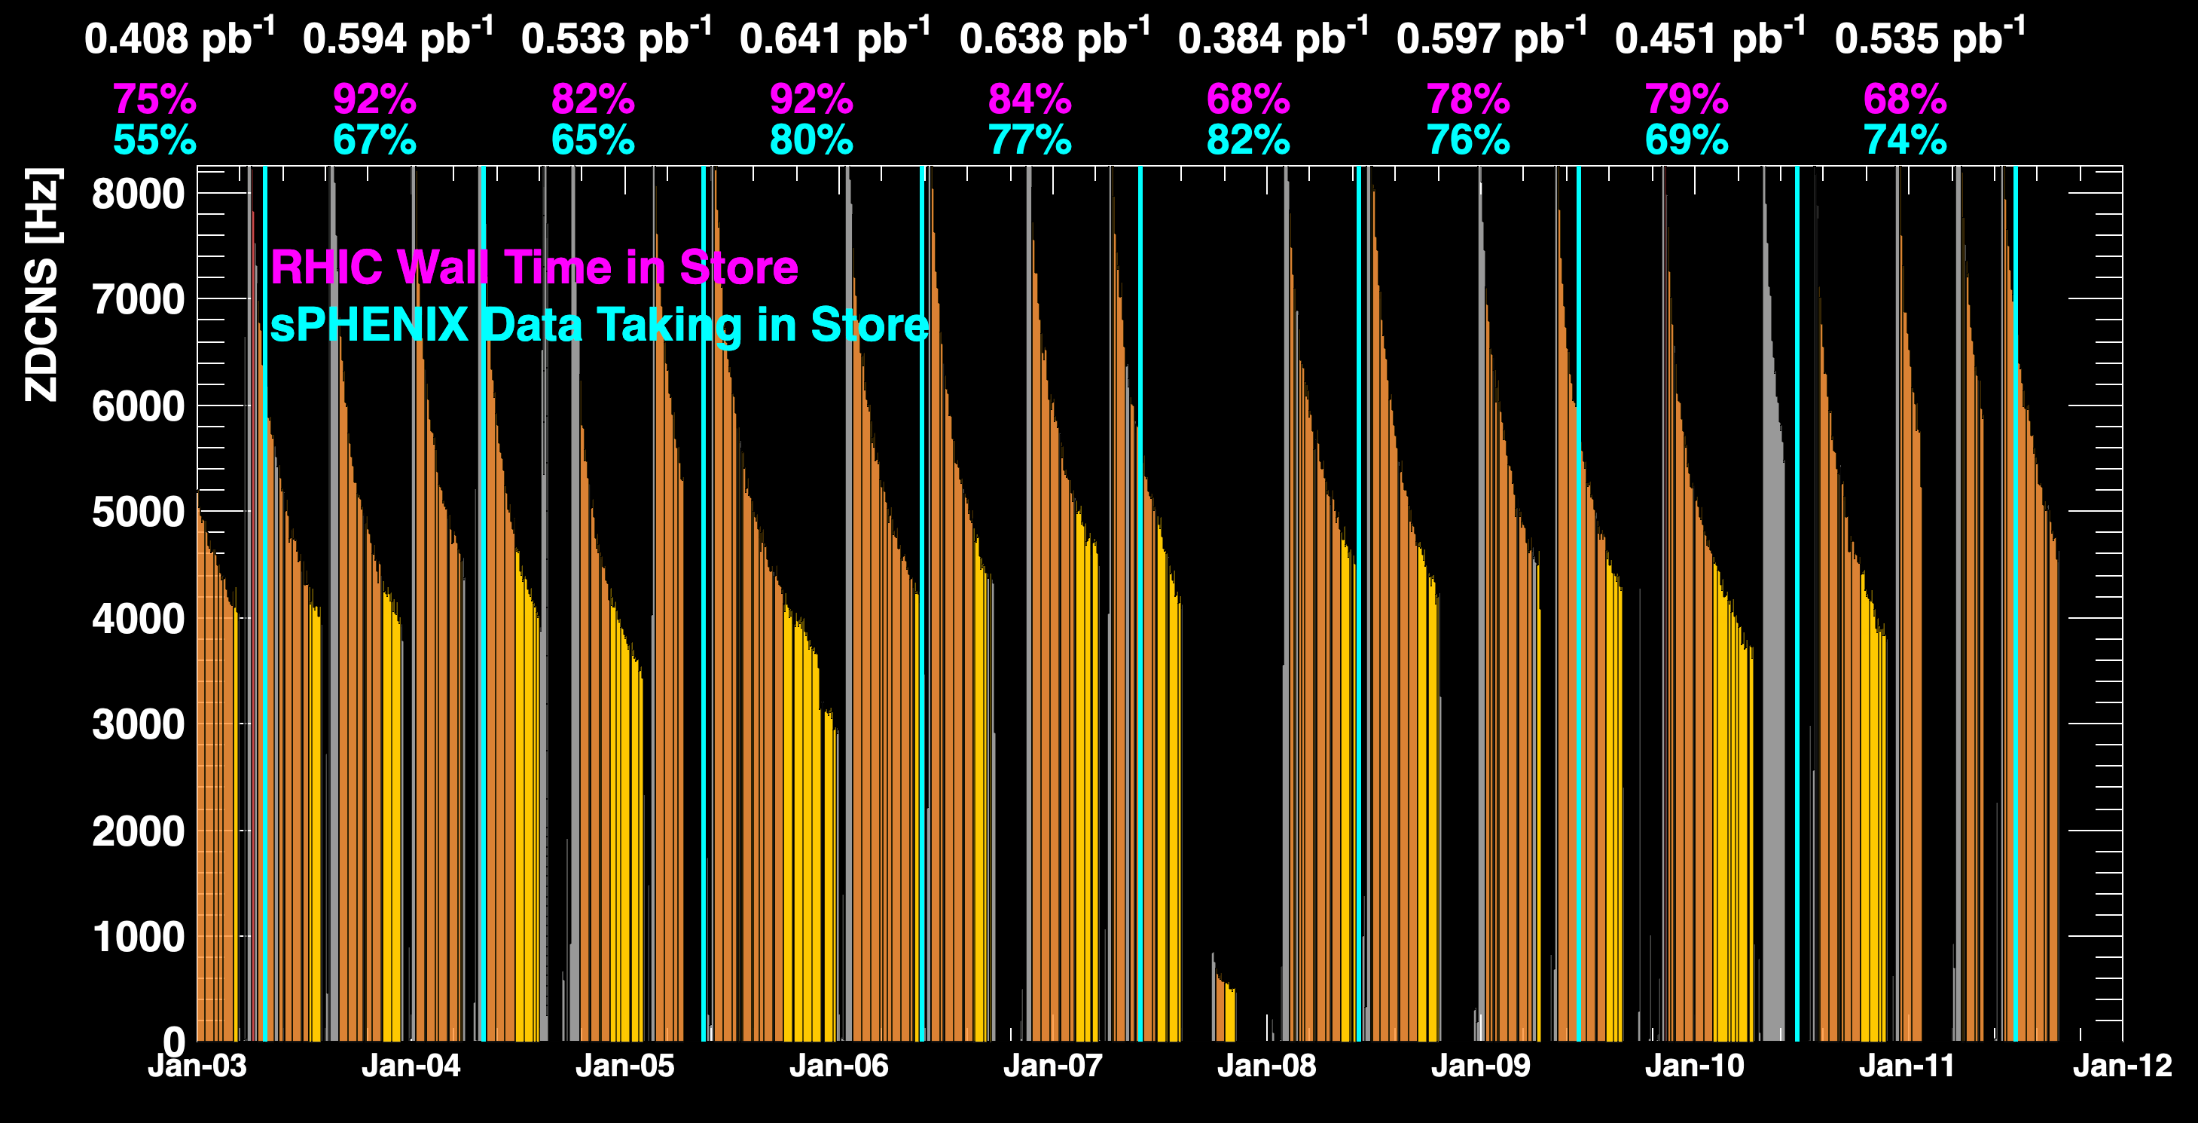 0.408 pb-1 0.594 pb-1 0.533 pb-1 0.641 pb-1 0.638 pb-1 0.384 pb-1 0.597 pb-1 0.451 pb-1 0.535 pb-1
75% 92% 82% 92% 84% 68% 78% 79% 68%
55% 67% 65% 80% 77% 82% 76% 69% 74%
ZDCNS [Hz]
RHIC Wall Time in Store
sPHENIX Data Taking in Store
8000
7000
6000
5000
4000
3000
2000
1000
0
Jan-03 Jan-04 Jan-05 Jan-06 Jan-07 Jan-08 Jan-09 Jan-10 Jan-11 Jan-12